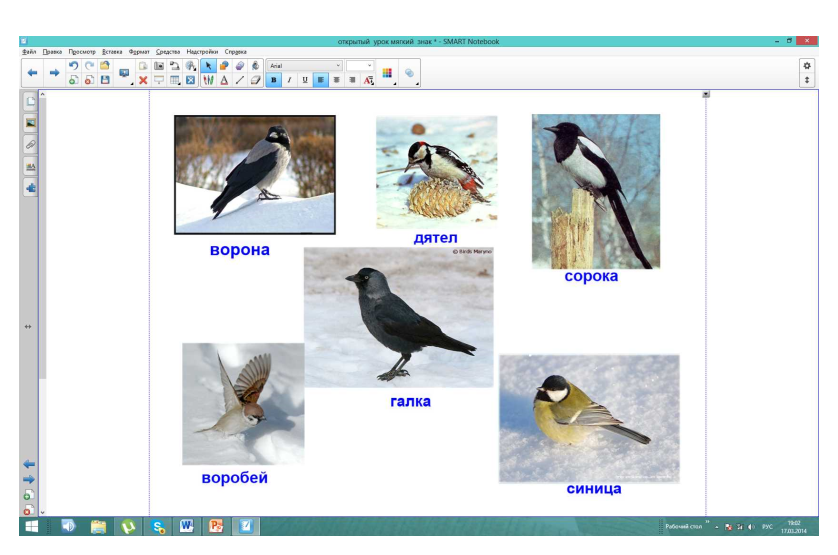 открытый урок мягкий знак * - SMART Notebook
Файл Правка Просмотр Вставка Формат Средства Надстройки Справка
Arial
B I U
ворона
дятел
сорока
© Birds Maryno
галка
воробей
синица
Рабочий стол
РУС
19:02
17.03.2014